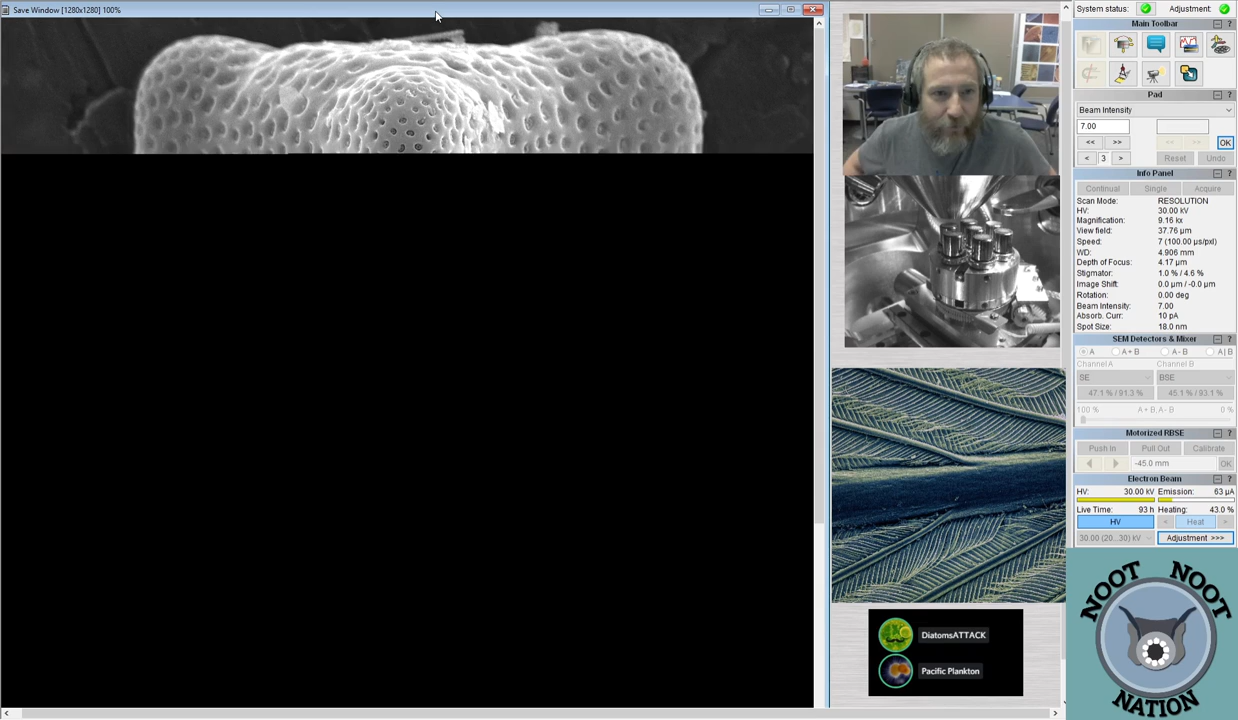 Save Window [1280x1280] 100%
System status: Adjustment:
Main Toolbar ?
Pad ?
Beam Intensity
7.00
<< >> << >> OK
< 3 > Reset Undo
Info Panel ?
Continual Single Acquire
Scan Mode: RESOLUTION
HV: 30.00 kV
Magnification: 9.16 kx
View field: 37.76 µm
Speed: 7 (100.00 µs/pxl)
WD: 4.906 mm
Depth of Focus: 4.17 µm
Stigmator: 1.0 % / 4.6 %
Image Shift: 0.0 µm / -0.0 µm
Rotation: 0.00 deg
Beam Intensity: 7.00
Absorb. Curr: 10 pA
Spot Size: 18.0 nm
SEM Detectors & Mixer ?
A A + B A - B A | B
Channel A Channel B
SE BSE
47.1 % / 91.3 % 45.1 % / 93.1 %
100 % A + B; A - B 0 %
Motorized RBSE ?
Push In Pull Out Calibrate
-45.0 mm OK
Electron Beam ?
HV: 30.00 kV Emission: 63 µA
Live Time: 93 h Heating: 43.0 %
HV < Heat >
30.00 (20...30) kV Adjustment >>>
DiatomsATTACK
Pacific Plankton
NOOT NOOT
NATION